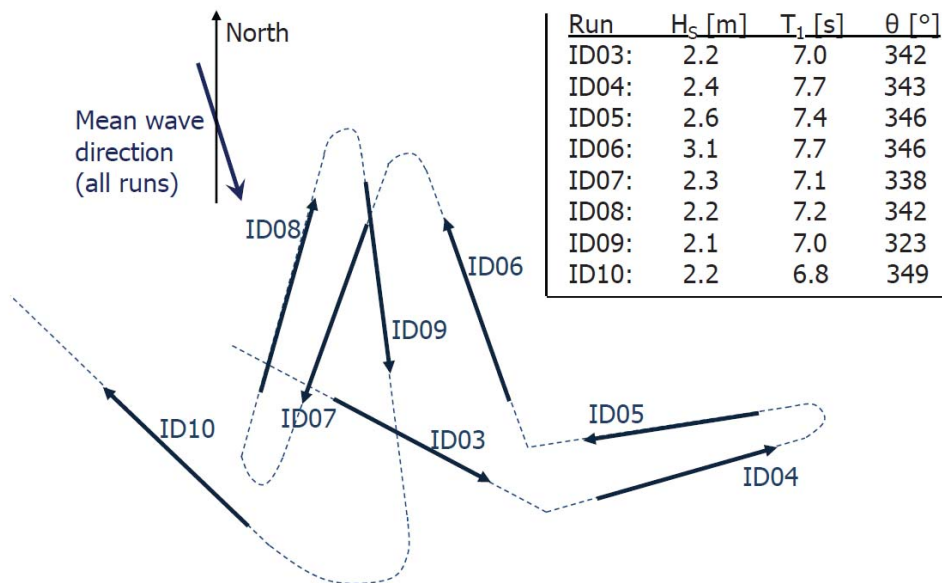 North
Mean wave
direction
(all runs)
Run H_S [m] T_1 [s] θ [°]
ID03: 2.2 7.0 342
ID04: 2.4 7.7 343
ID05: 2.6 7.4 346
ID06: 3.1 7.7 346
ID07: 2.3 7.1 338
ID08: 2.2 7.2 342
ID09: 2.1 7.0 323
ID10: 2.2 6.8 349
ID08
ID06
ID09
ID07
ID10
ID03
ID05
ID04